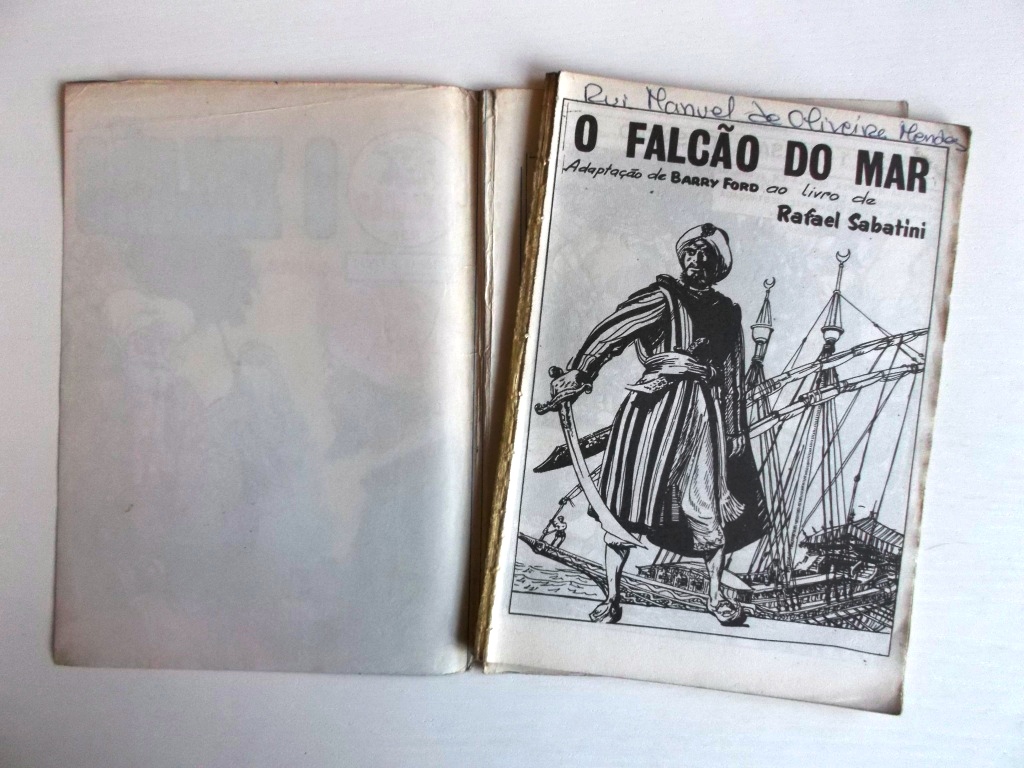 Rui Manuel de Oliveira Mendes
O FALCÃO DO MAR
Adaptação de BARRY FORD ao livro de
Rafael Sabatini